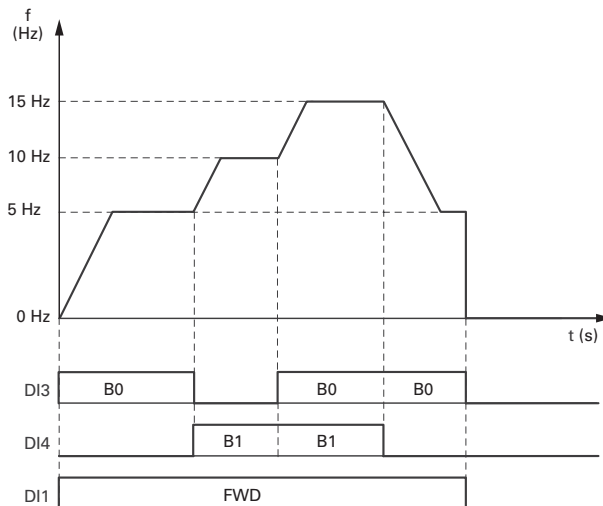 f
(Hz)
15 Hz
10 Hz
5 Hz
0 Hz
t (s)
DI3 B0 B0 B0
DI4 B1 B1
DI1 FWD